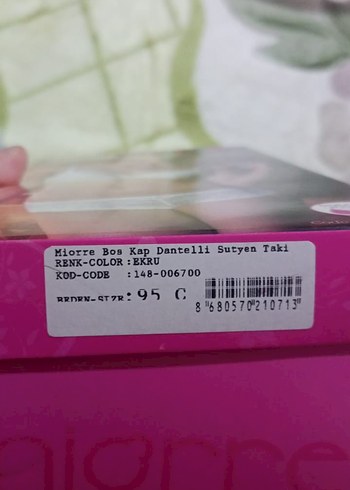 Miorre Bos Kap Dantelli Sutyen Taki
RENK-COLOR :EKRU
KOD-CODE :148-006700
BEDEN-SIZE: 95 C
8 680570 210713
miorre